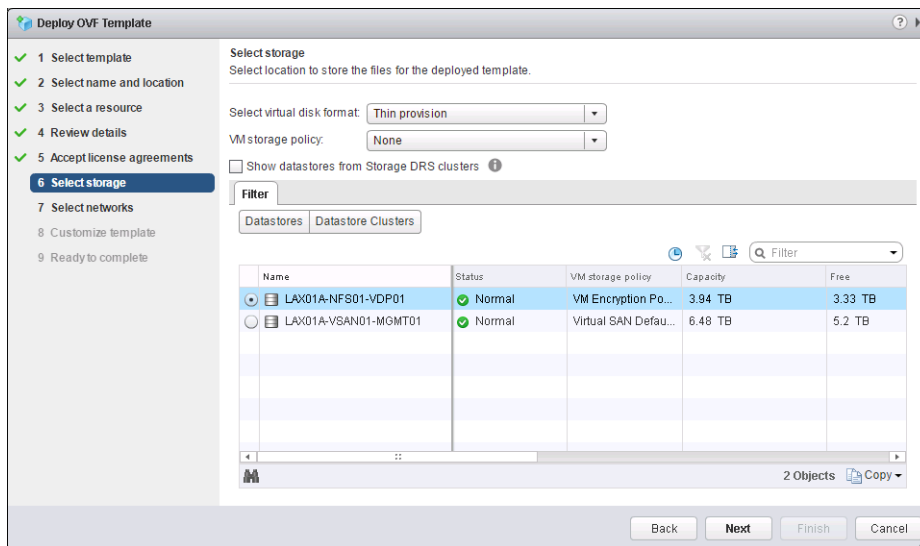 Deploy OVF Template
1 Select template
2 Select name and location
3 Select a resource
4 Review details
5 Accept license agreements
6 Select storage
7 Select networks
8 Customize template
9 Ready to complete
Select storage
Select location to store the files for the deployed template.
Select virtual disk format: Thin provision
VM storage policy: None
Show datastores from Storage DRS clusters
Filter
Datastores Datastore Clusters
Filter
Name Status VM storage policy Capacity Free
LAX01A-NFS01-VDP01 Normal VM Encryption Po... 3.94 TB 3.33 TB
LAX01A-VSAN01-MGMT01 Normal Virtual SAN Defau... 6.48 TB 5.2 TB
2 Objects Copy
Back Next Finish Cancel